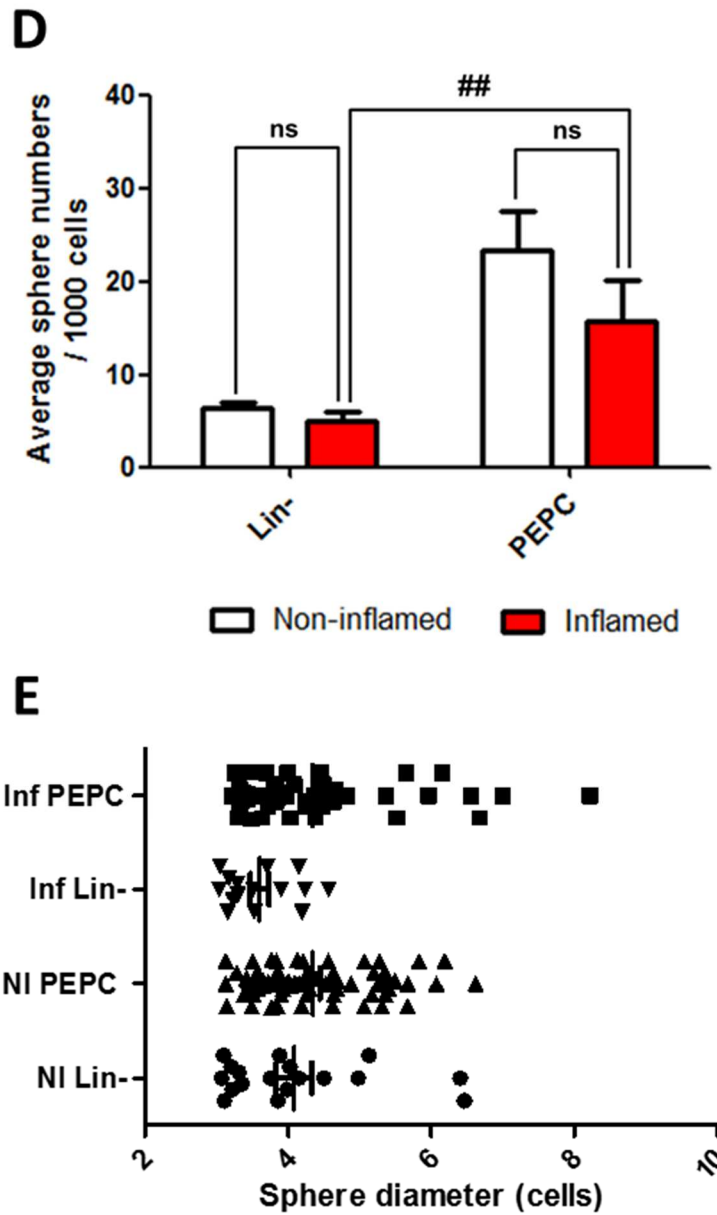 D
Average sphere numbers
/ 1000 cells
40
30
20
10
0
ns
##
ns
Lin-
PEPC
Non-inflamed
Inflamed
E
Inf PEPC
Inf Lin-
NI PEPC
NI Lin-
2
4
6
8
10
Sphere diameter (cells)